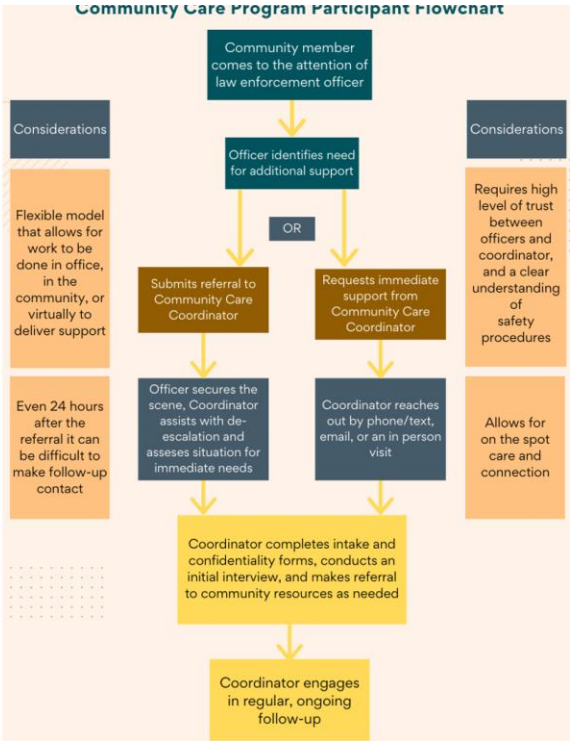 Community Care Program Participant Flowchart
Community member
comes to the attention of
law enforcement officer
Considerations
Considerations
Officer identifies need
for additional support
Flexible model
that allows for
work to be
done in office,
in the
community, or
virtually to
deliver support
Requires high
level of trust
between
officers and
coordinator,
and a clear
understanding
of
safety
procedures
OR
Submits referral to
Community Care
Coordinator
Requests immediate
support from
Community Care
Coordinator
Even 24 hours
after the
referral it can
be difficult to
make follow-up
contact
Officer secures the
scene, Coordinator
assists with de-
escalation and
asseses situation for
immediate needs
Coordinator reaches
out by phone/text,
email, or an in person
visit
Allows for
on the spot
care and
connection
Coordinator completes intake and
confidentiality forms, conducts an
initial interview, and makes referral
to community resources as needed
Coordinator engages
in regular, ongoing
follow-up